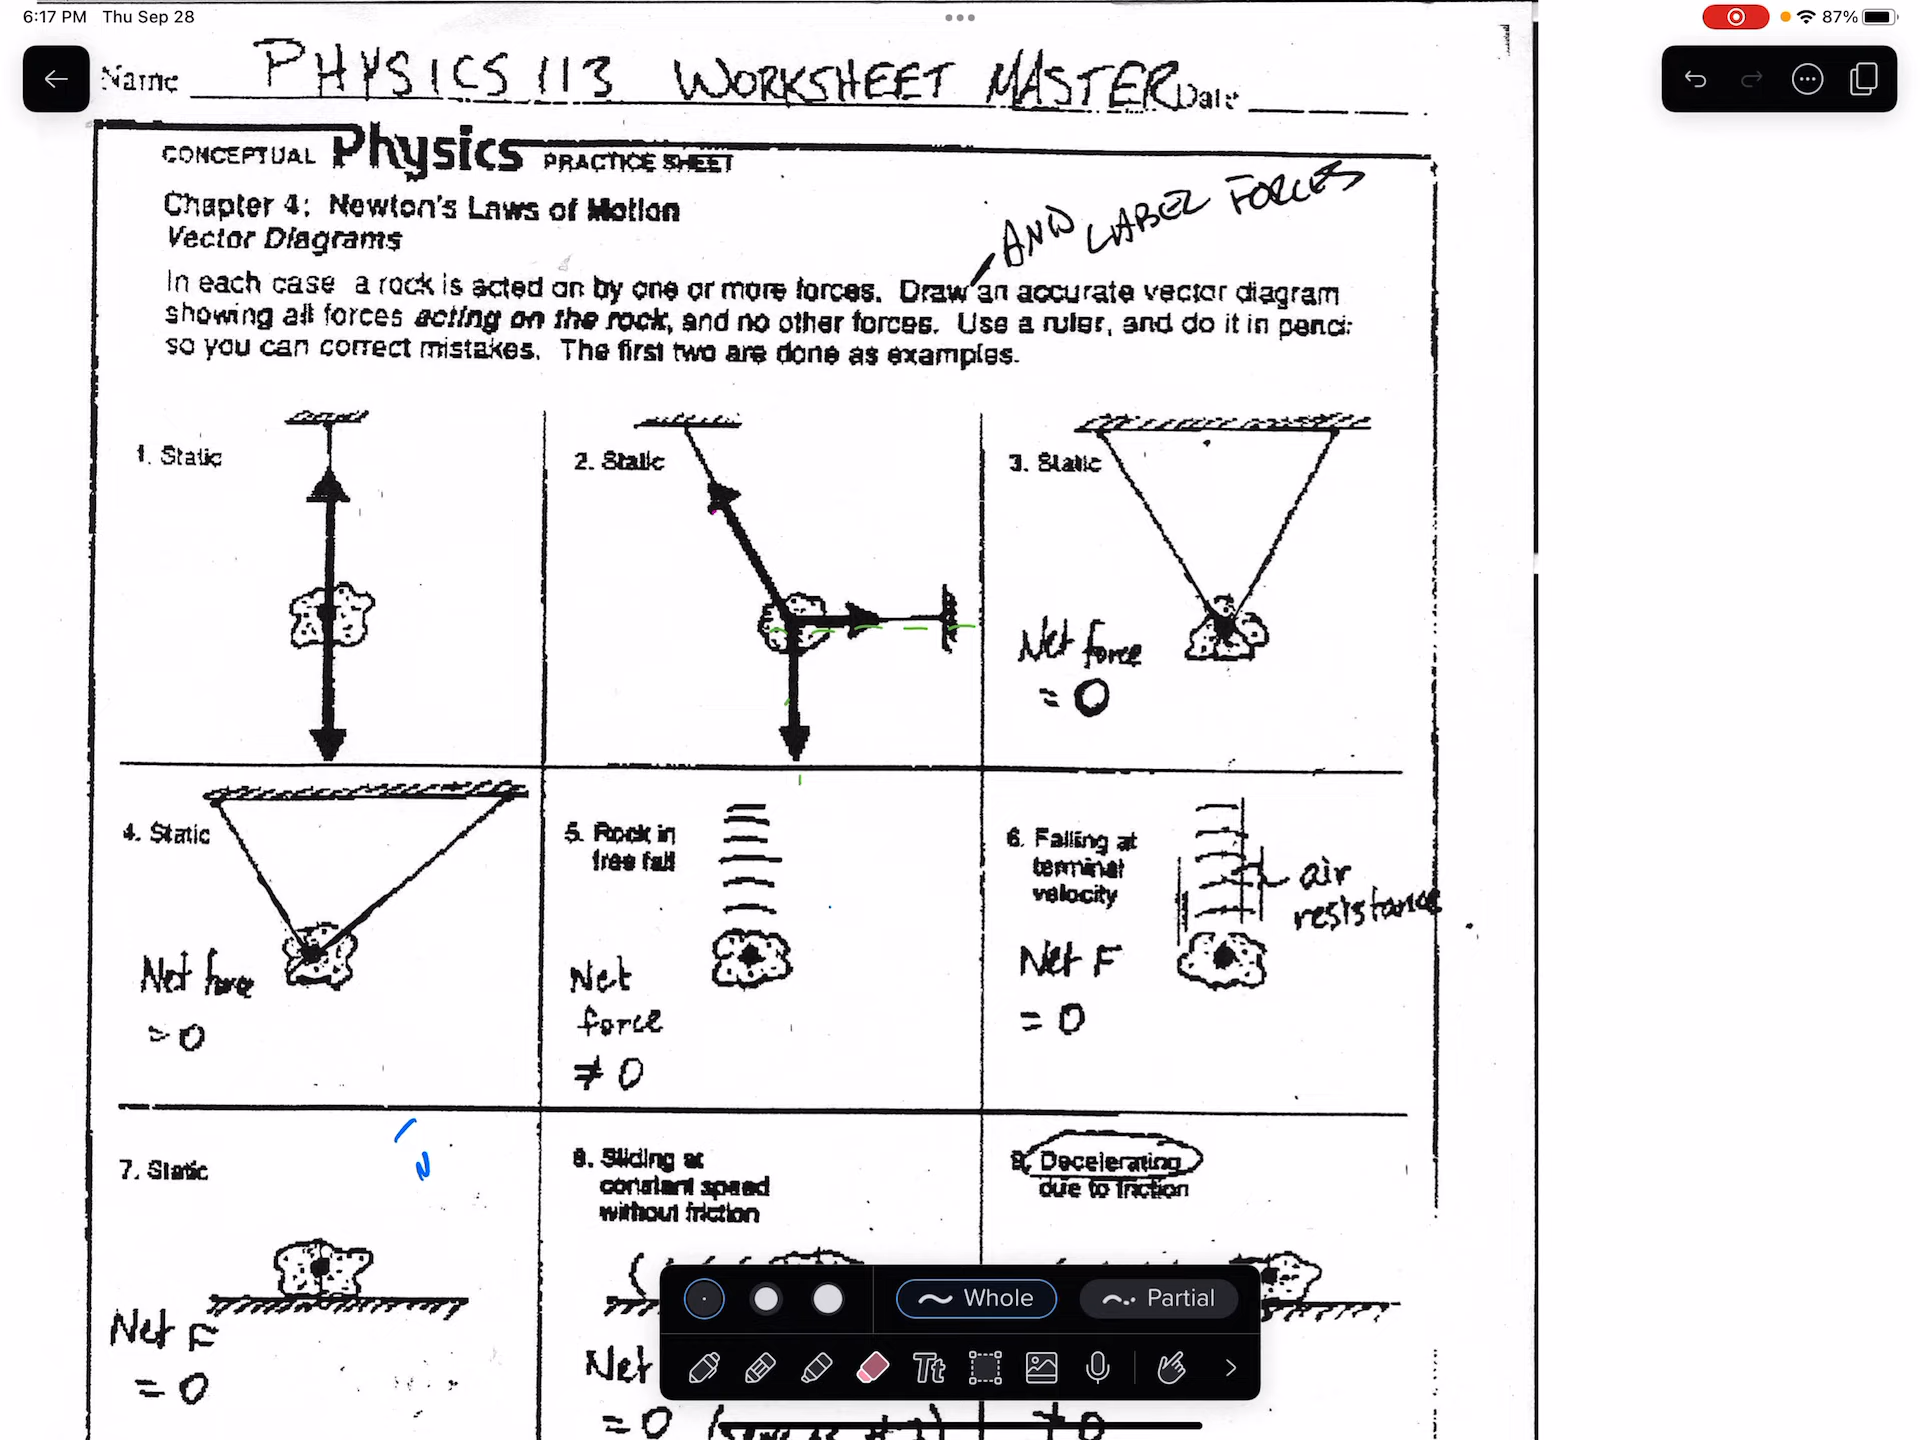 6:17 PM Thu Sep 28
87%
Name PHYSICS 113 WORKSHEET MASTER Date
CONCEPTUAL Physics PRACTICE SHEET
Chapter 4: Newton's Laws of Motion
Vector Diagrams
AND LABEL FORCES
In each case a rock is acted on by one or more forces. Draw an accurate vector diagram
showing all forces acting on the rock, and no other forces. Use a ruler, and do it in pencil
so you can correct mistakes. The first two are done as examples.
1. Static
2. Static
3. Static
Net force
= 0
4. Static
Net force
= 0
5. Rock in
free fall
Net
force
≠ 0
6. Falling at
terminal
velocity
air
resistance
Net F
= 0
7. Static
N
Net F
= 0
8. Sliding at
constant speed
without friction
Net
= 0
9. Decelerating
due to friction
≠ 0
Whole
Partial
Tt